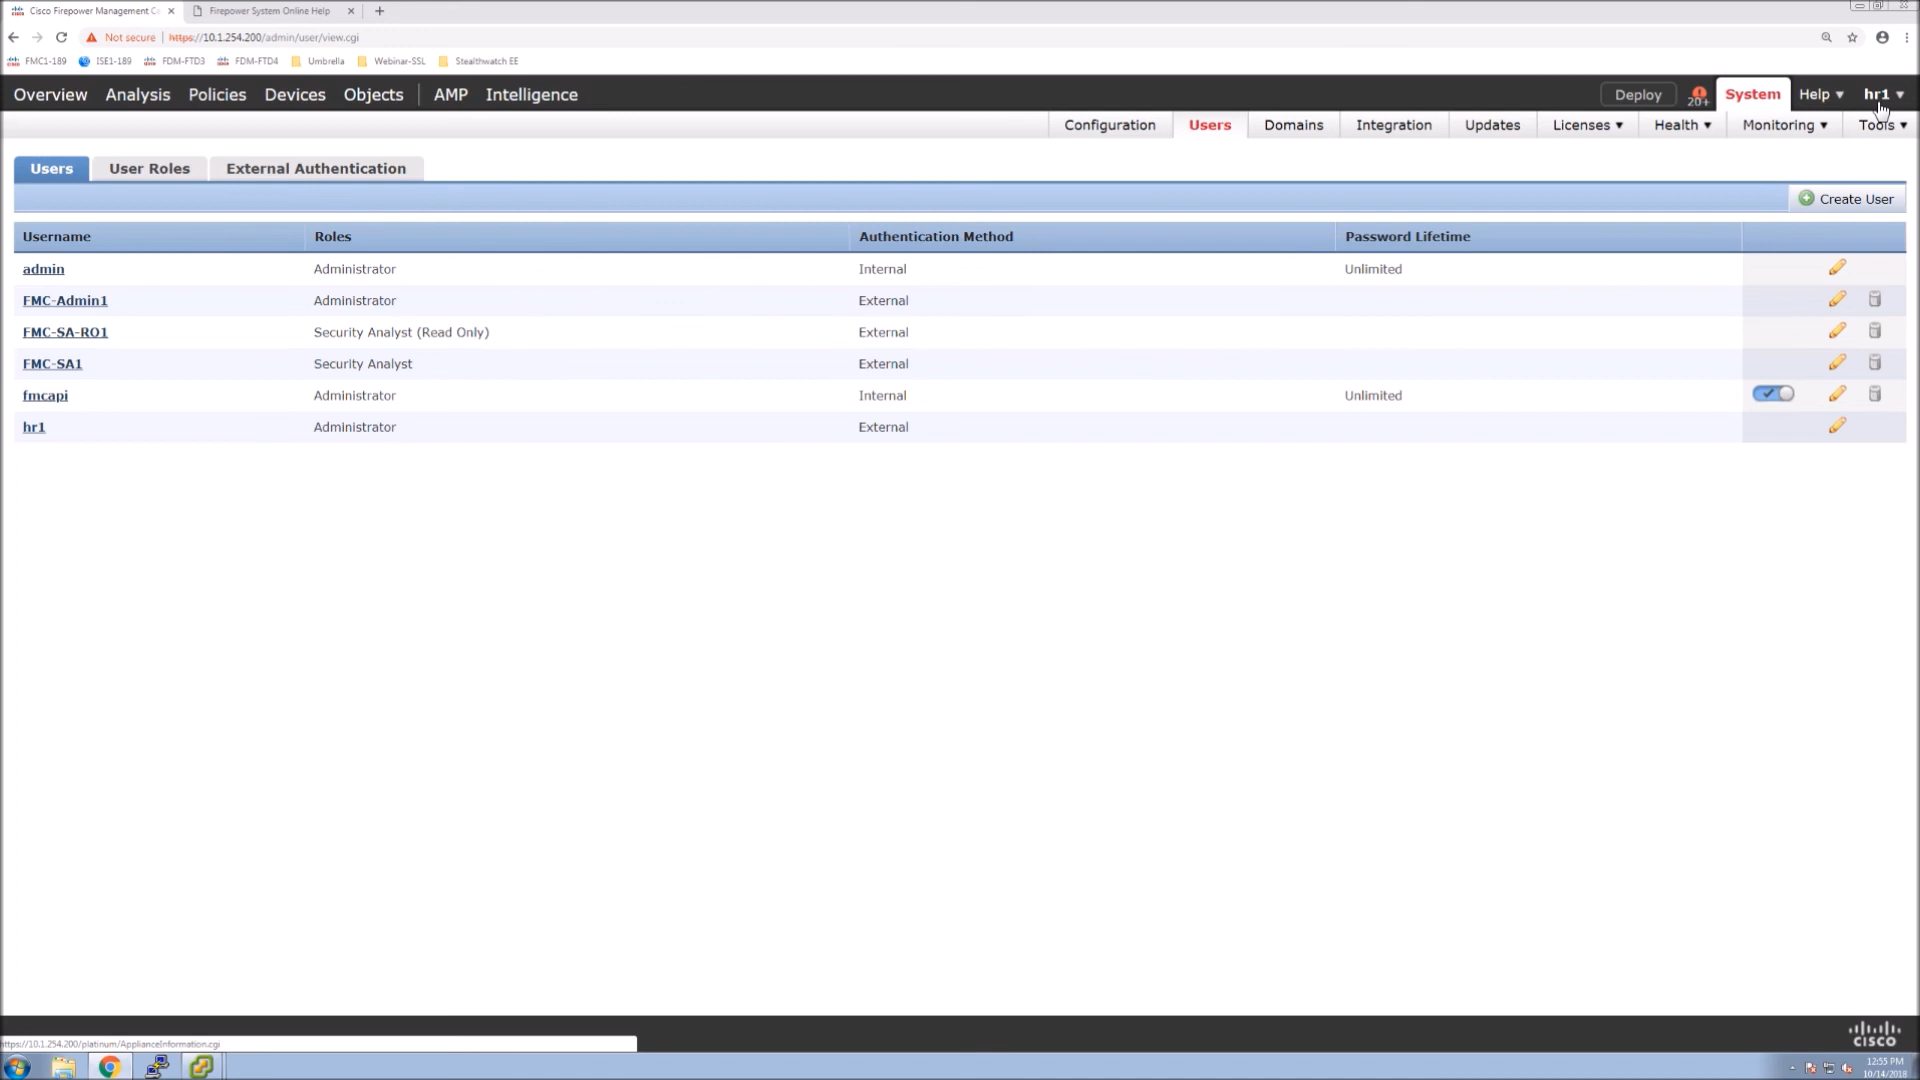 Cisco Firepower Management C
Firepower System Online Help
Not secure | https://10.1.254.200/admin/user/view.cgi
FMC1-189 ISE1-189 FDM-FTD3 FDM-FTD4 Umbrella Webinar-SSL Stealthwatch EE
Overview Analysis Policies Devices Objects AMP Intelligence Deploy 20+ System Help hr1
Configuration Users Domains Integration Updates Licenses Health Monitoring Tools
Users User Roles External Authentication
Create User
Username Roles Authentication Method Password Lifetime
admin Administrator Internal Unlimited
FMC-Admin1 Administrator External
FMC-SA-RO1 Security Analyst (Read Only) External
FMC-SA1 Security Analyst External
fmcapi Administrator Internal Unlimited
hr1 Administrator External
https://10.1.254.200/platinum/ApplianceInformation.cgi
CISCO
12:55 PM
10/14/2018